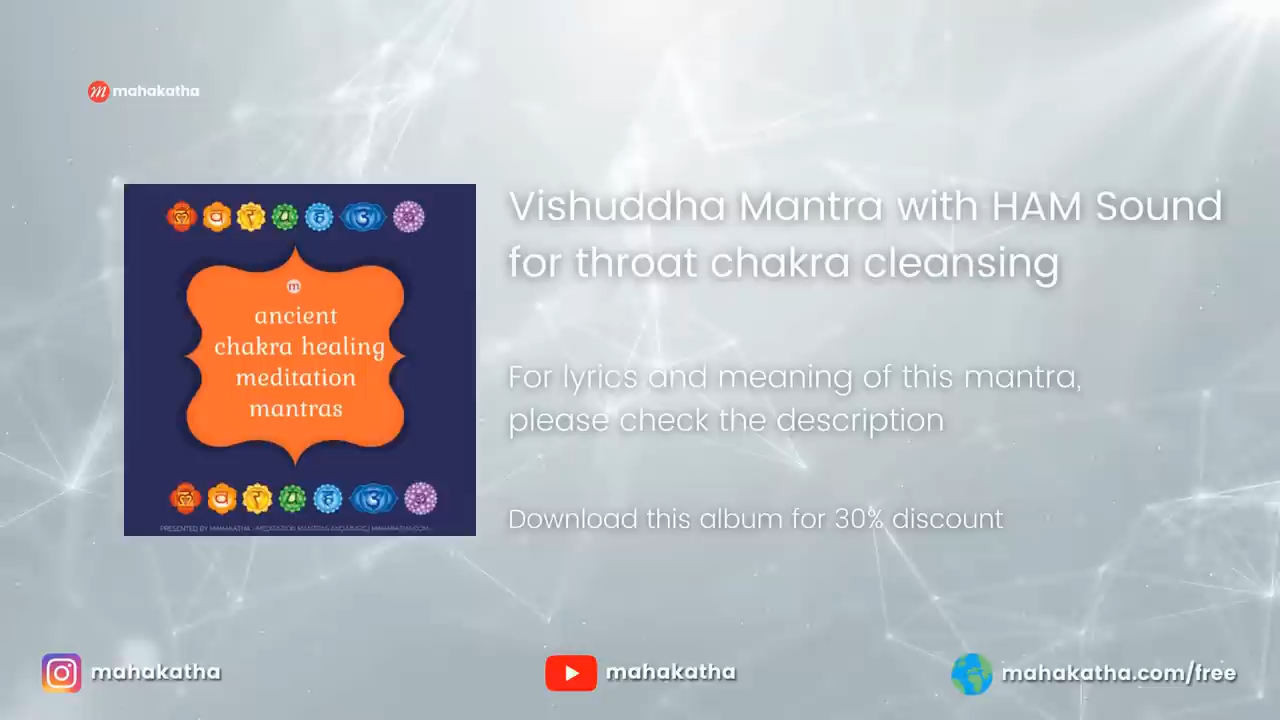 mahakatha
Vishuddha Mantra with HAM Sound
for throat chakra cleansing
m
ancient
chakra healing
meditation
mantras
For lyrics and meaning of this mantra,
please check the description
Download this album for 30% discount
mahakatha
mahakatha
mahakatha.com/free